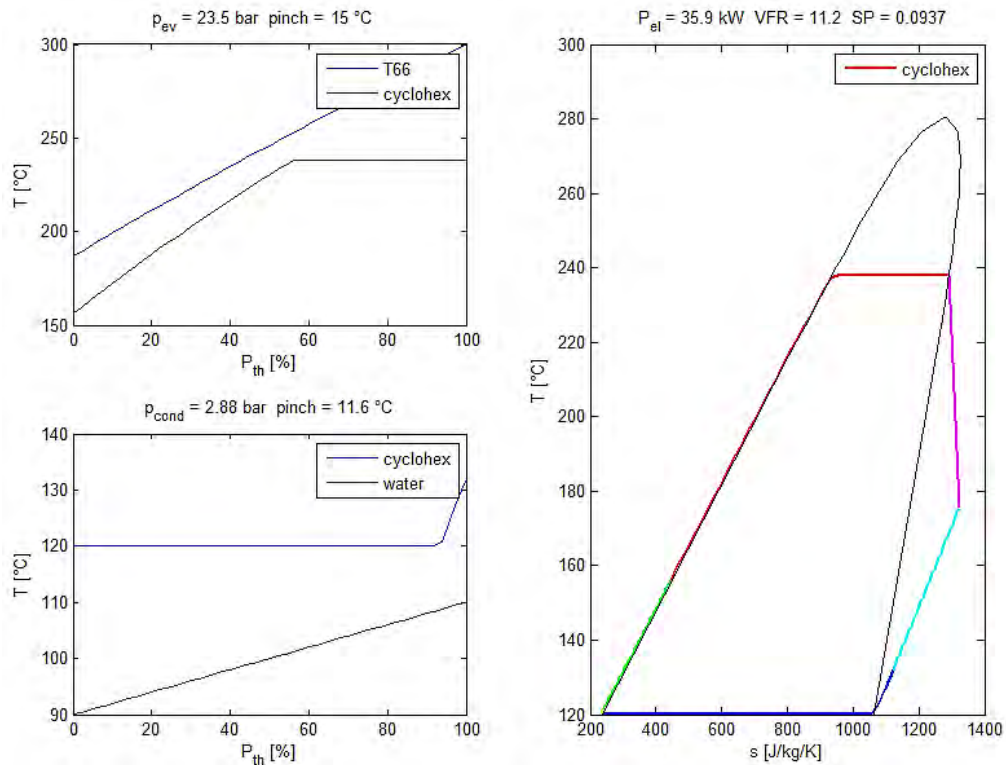 p_ev = 23.5 bar pinch = 15 °C
300
250
200
150
T [°C]
T66
cyclohex
0 20 40 60 80 100
P_th [%]
p_cond = 2.88 bar pinch = 11.6 °C
140
130
120
110
100
90
T [°C]
cyclohex
water
0 20 40 60 80 100
P_th [%]
P_el = 35.9 kW VFR = 11.2 SP = 0.0937
300
280
260
240
220
200
180
160
140
120
T [°C]
cyclohex
200 400 600 800 1000 1200 1400
s [J/kg/K]